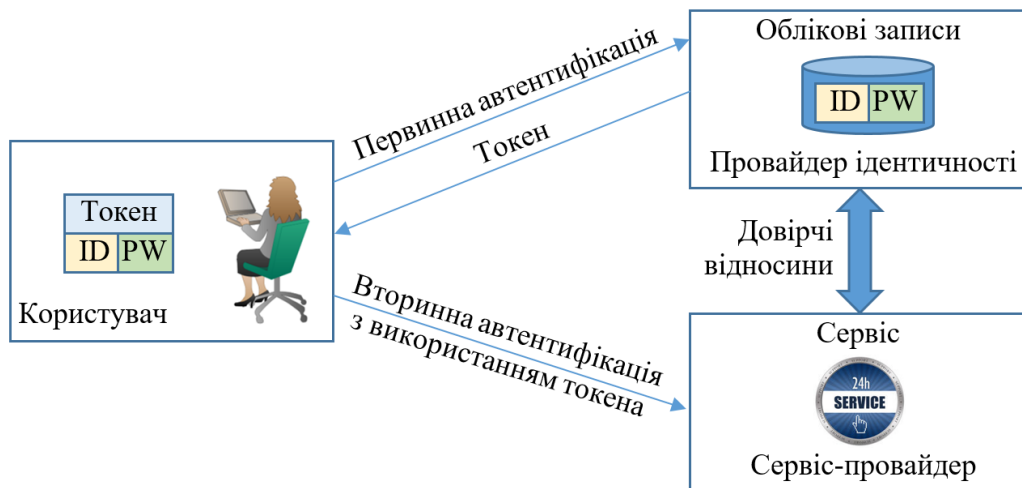 Облікові записи
ID PW
Провайдер ідентичності
Первинна автентифікація
Токен
Токен
ID PW
Користувач
Довірчі
відносини
Вторинна автентифікація
з використанням токена
Сервіс
24h
SERVICE
Сервіс-провайдер